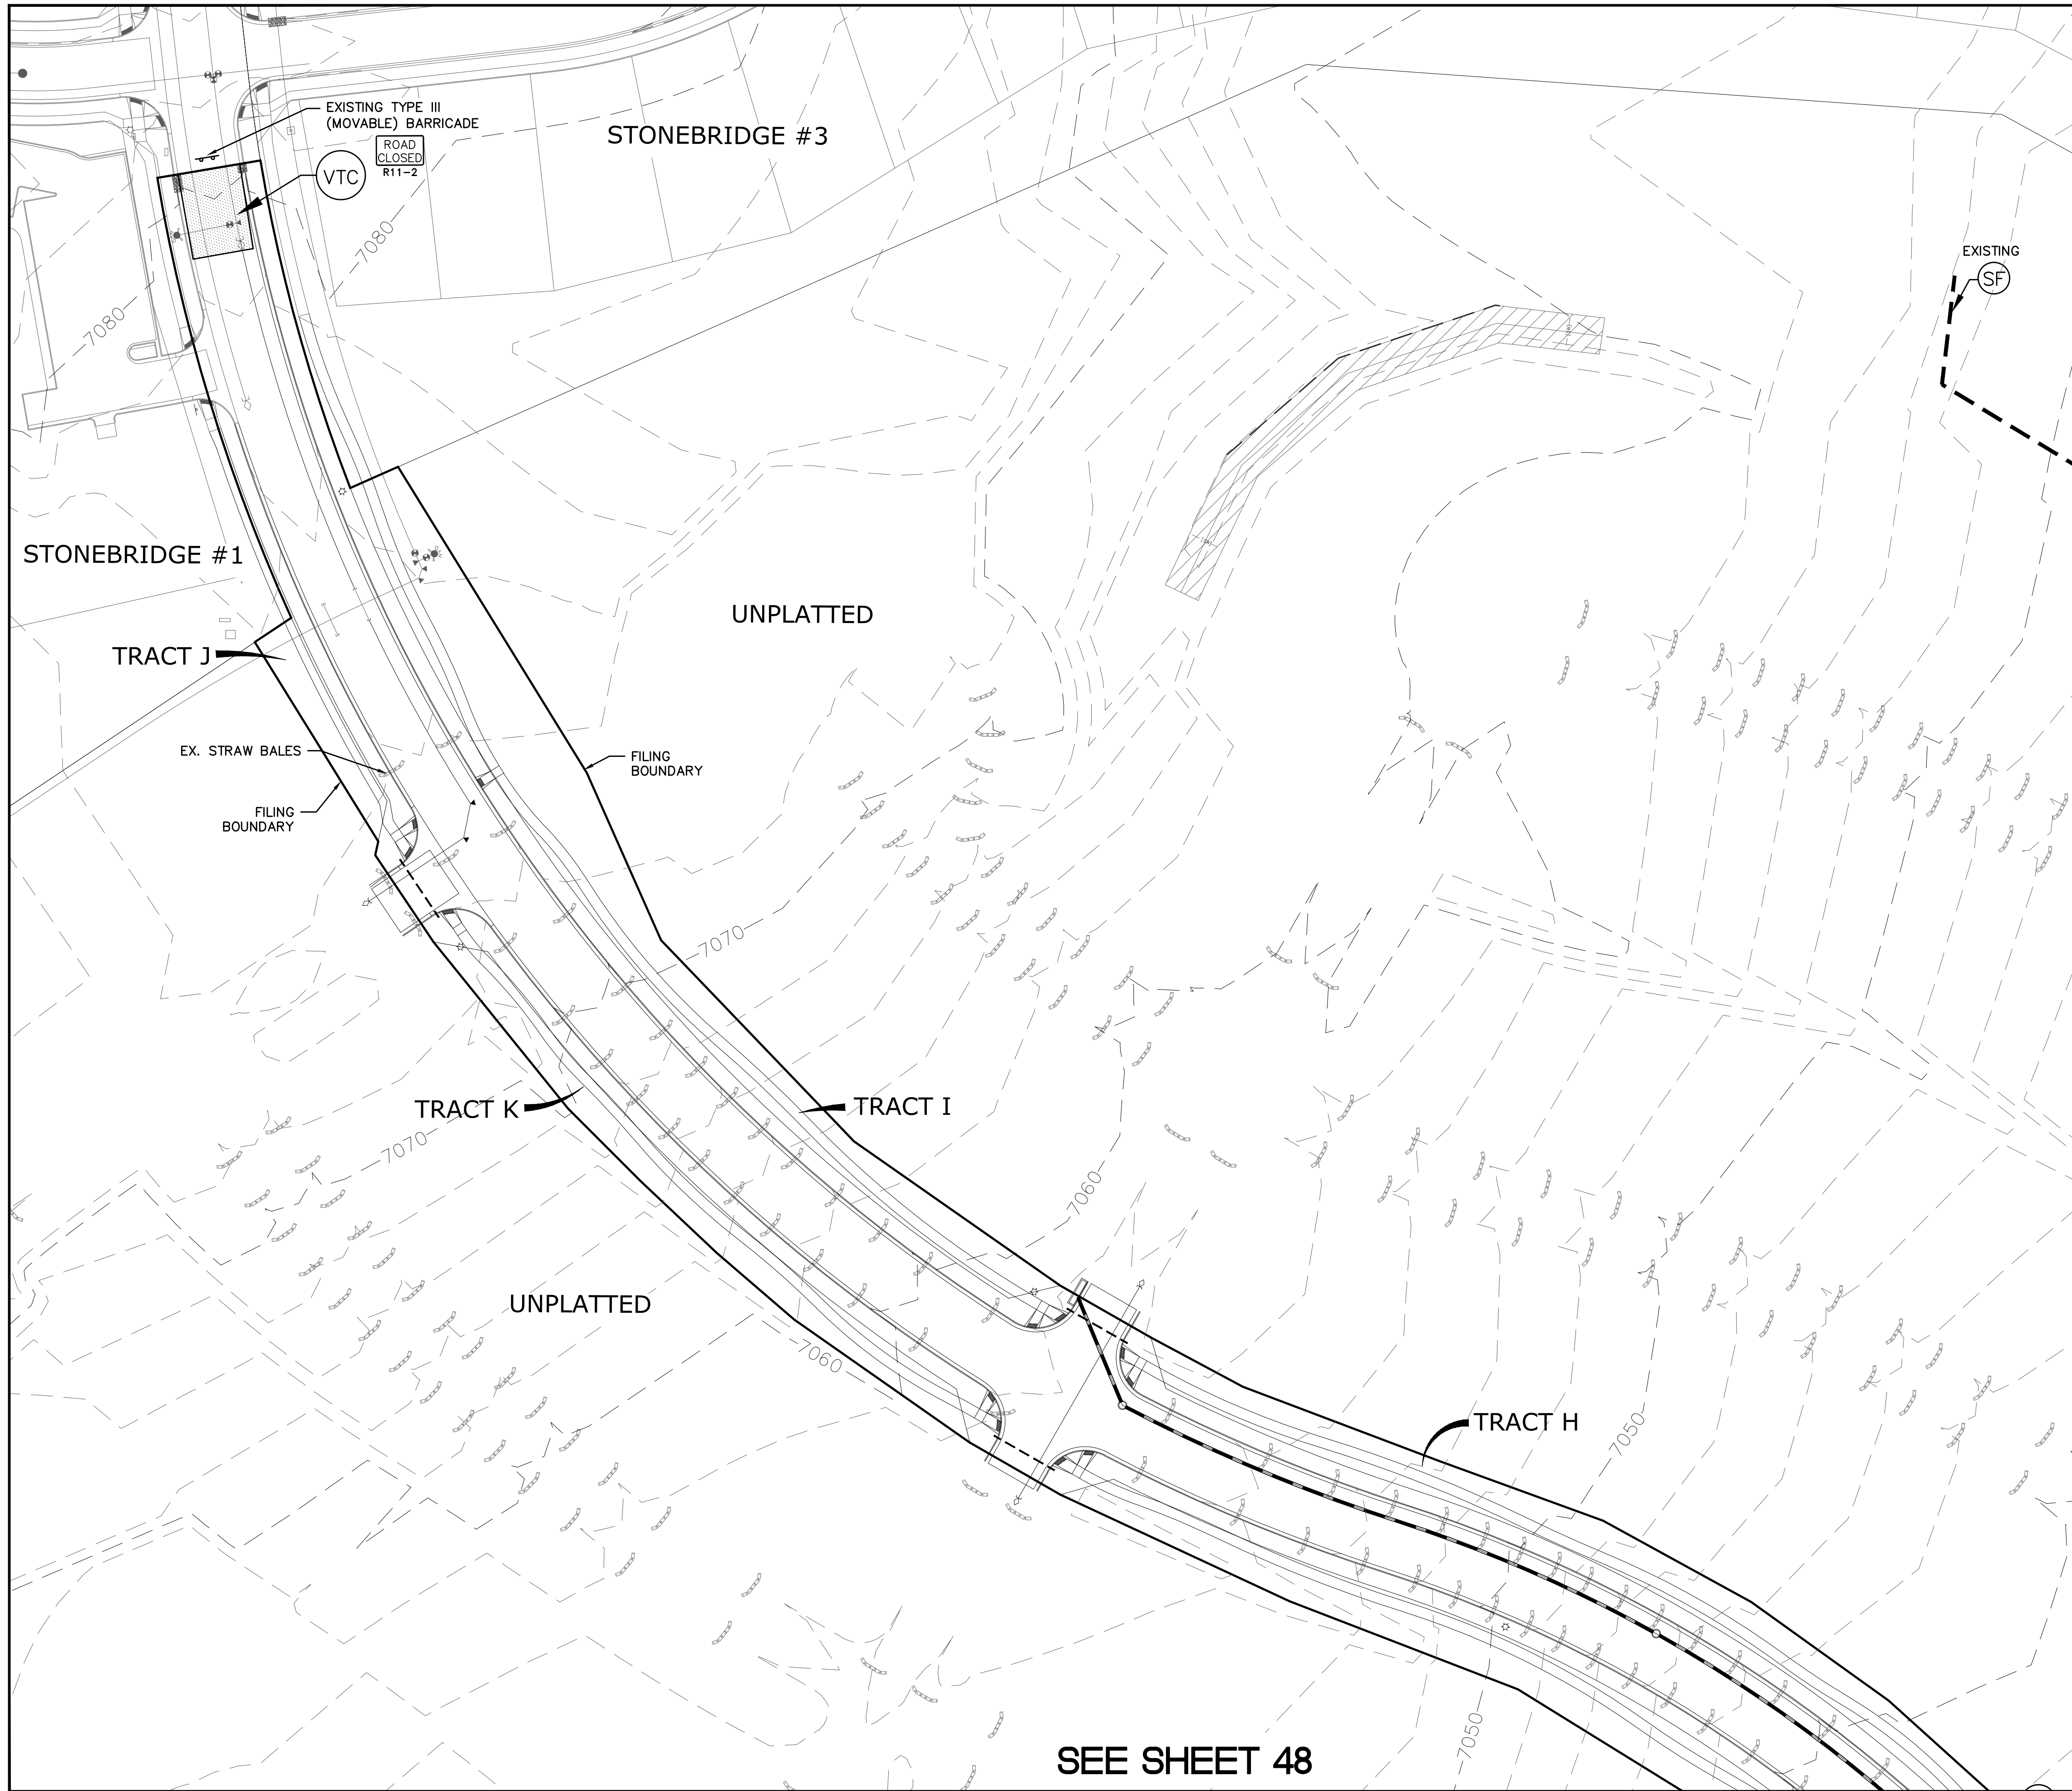 EXISTING TYPE III
(MOVABLE) BARRICADE
ROAD
CLOSED
R11-2
VTC
STONEBRIDGE #3
7080
7080
EXISTING
SF
STONEBRIDGE #1
UNPLATTED
TRACT J
EX. STRAW BALES
FILING
BOUNDARY
FILING
BOUNDARY
7070
TRACT K
TRACT I
7070
7060
UNPLATTED
7060
TRACT H
7050
7050
SEE SHEET 48